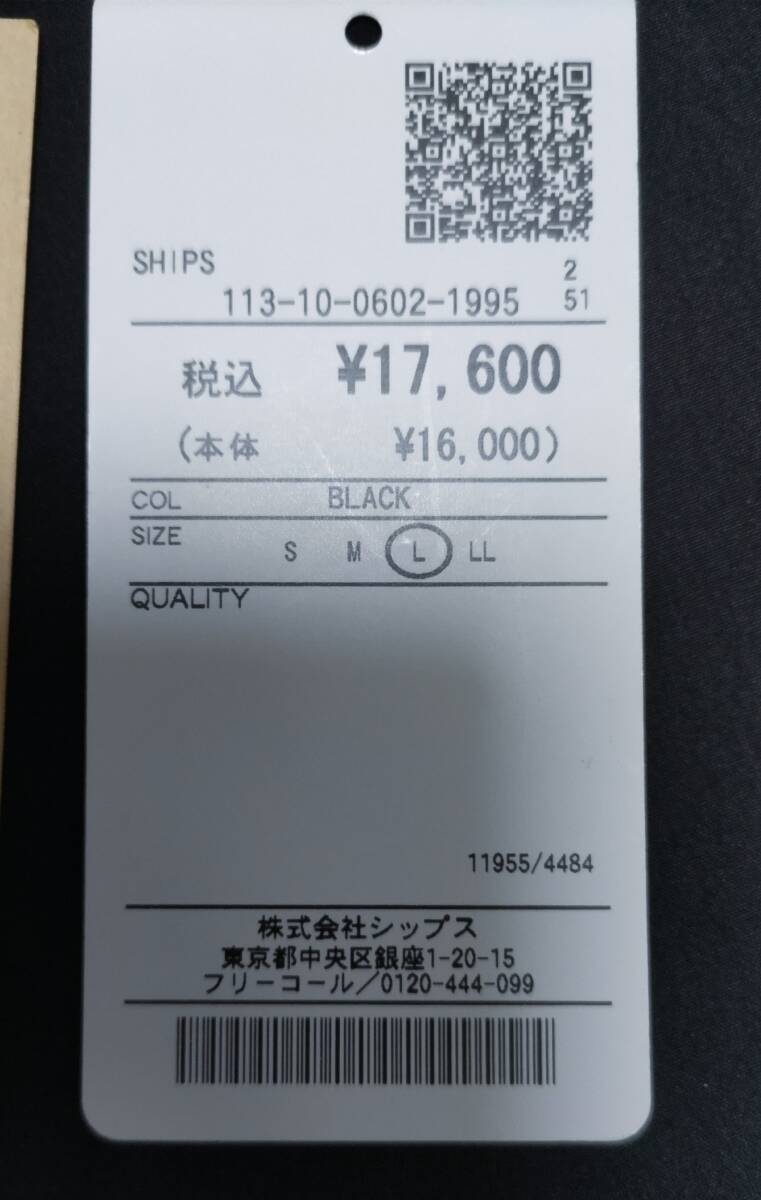 SHIPS
2
113-10-0602-1995 51
税込 ¥17,600
(本体 ¥16,000)
COL BLACK
SIZE
S M L LL
QUALITY
11955/4484
株式会社シップス
東京都中央区銀座1-20-15
フリーコール/0120-444-099